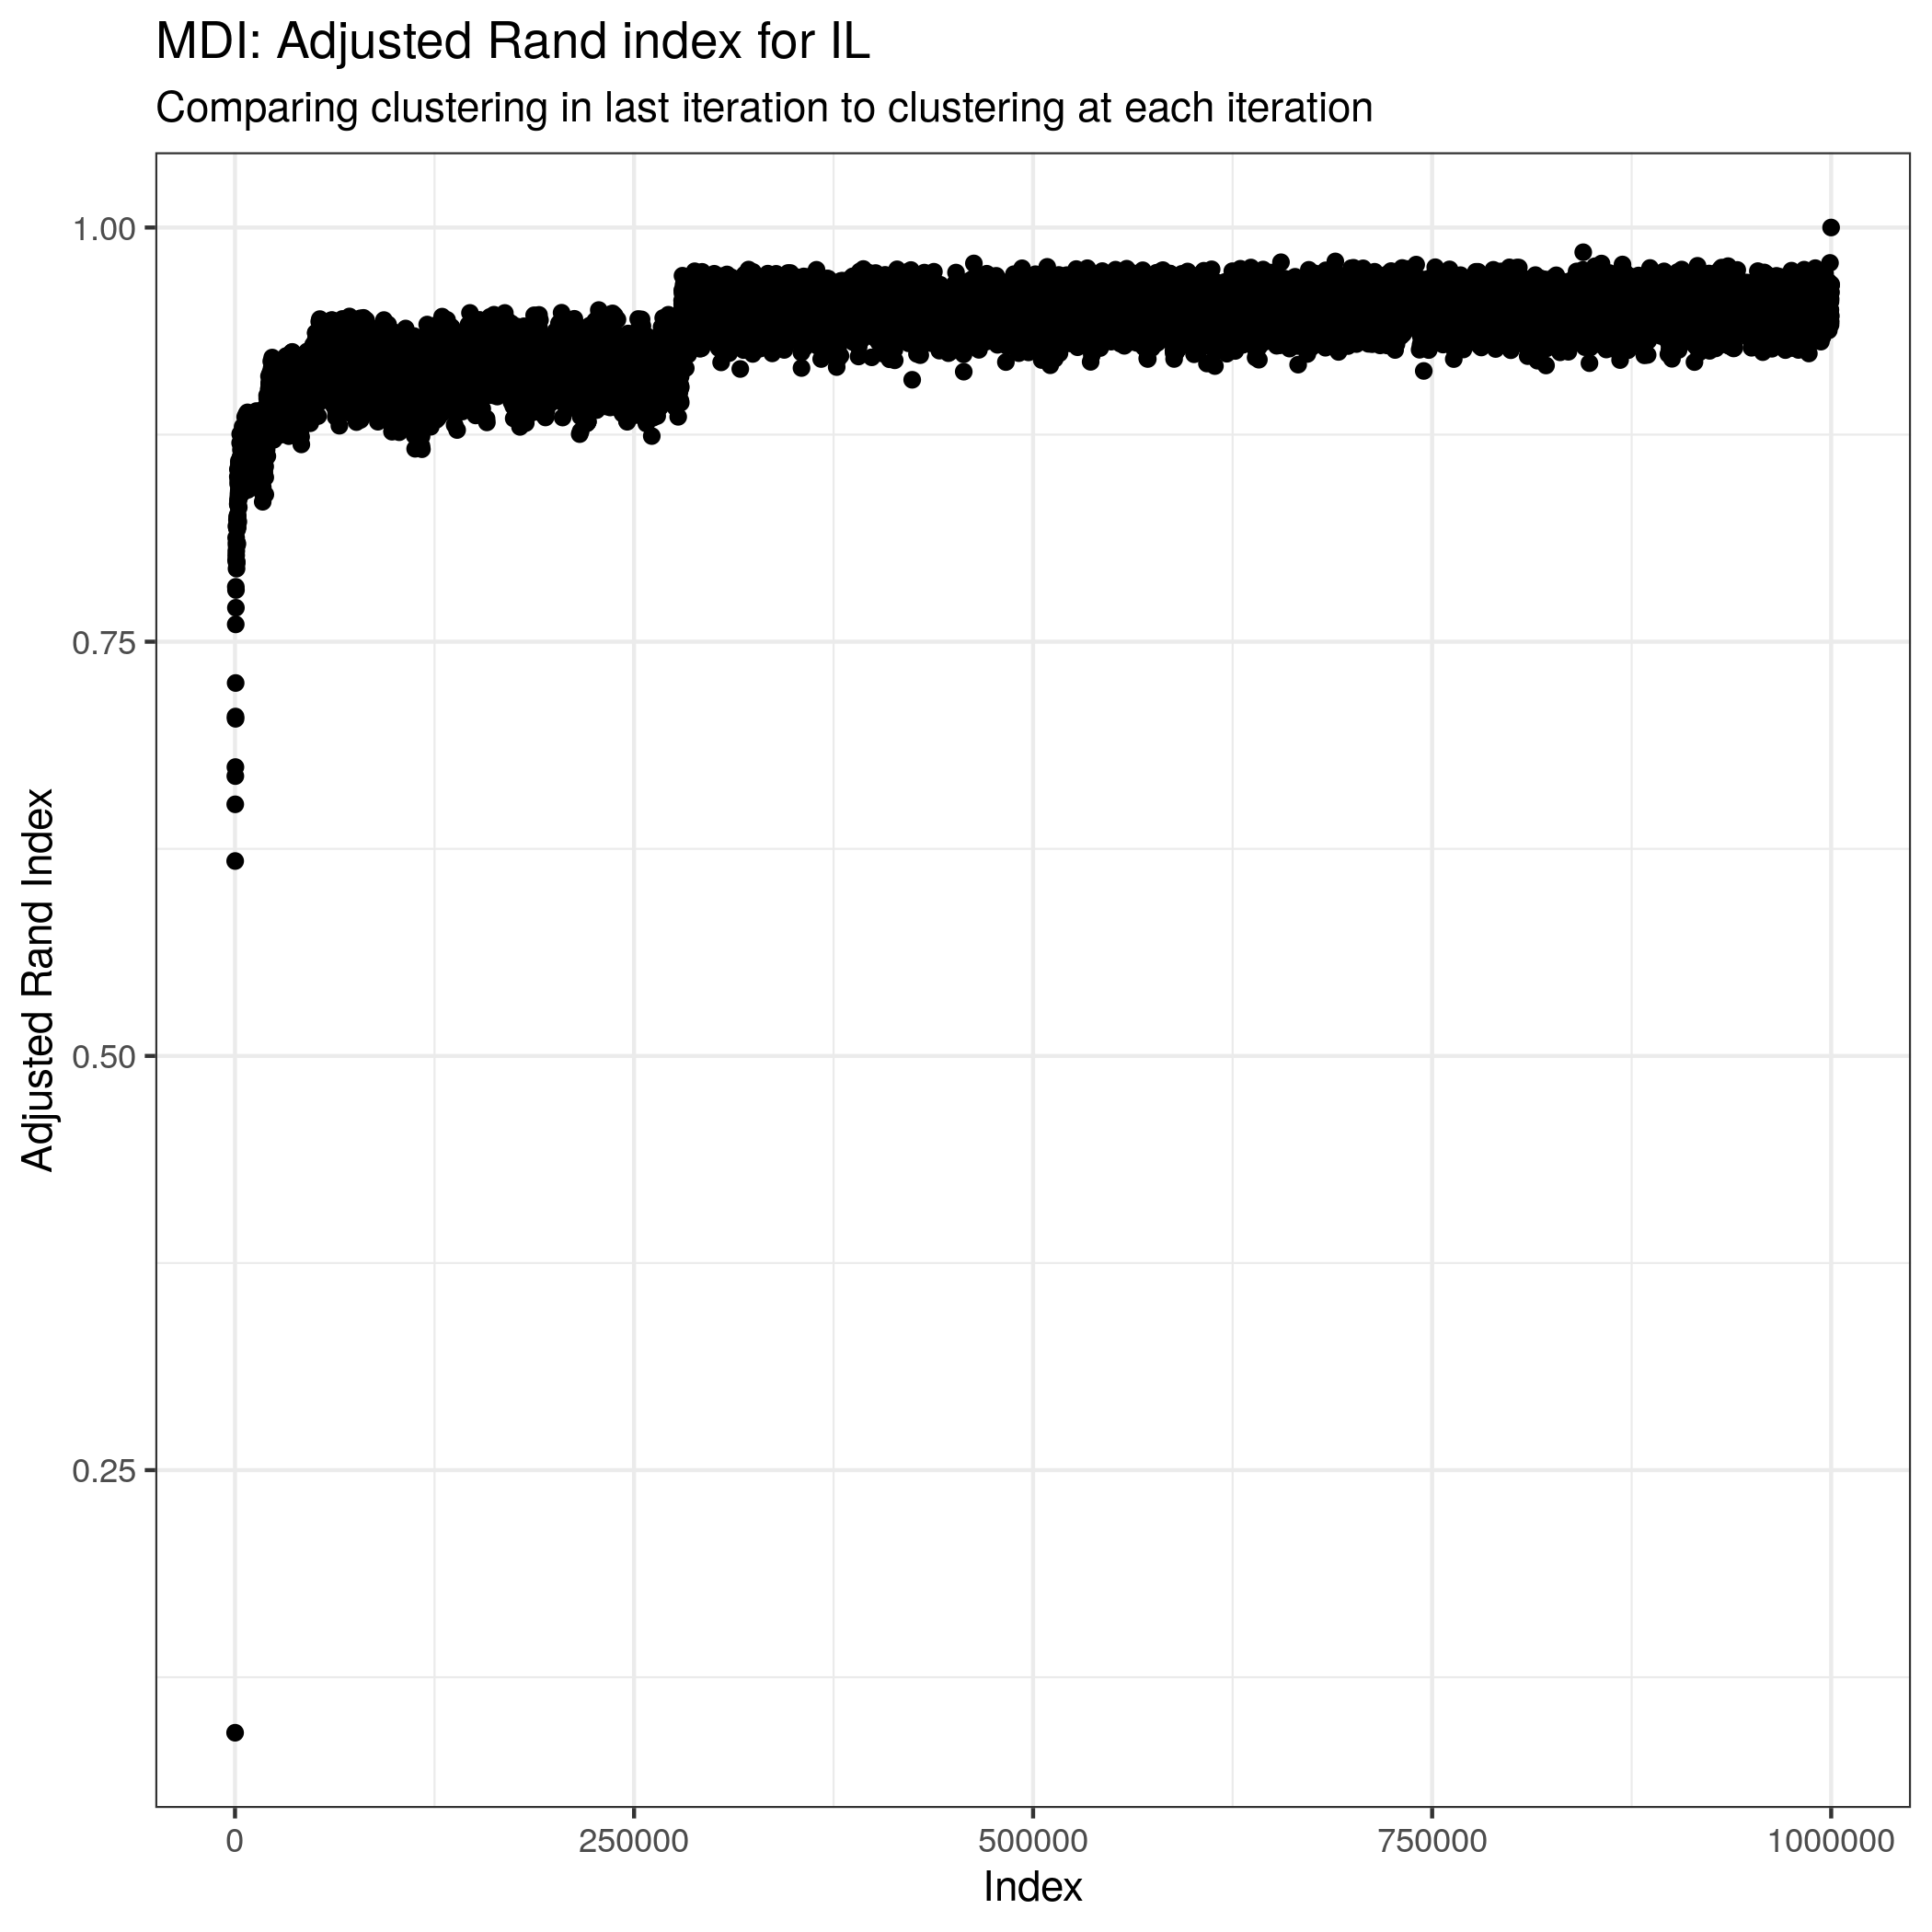 MDI: Adjusted Rand index for IL
Comparing clustering in last iteration to clustering at each iteration
Adjusted Rand Index
1.00
0.75
0.50
0.25
0 250000 500000 750000 1000000
Index